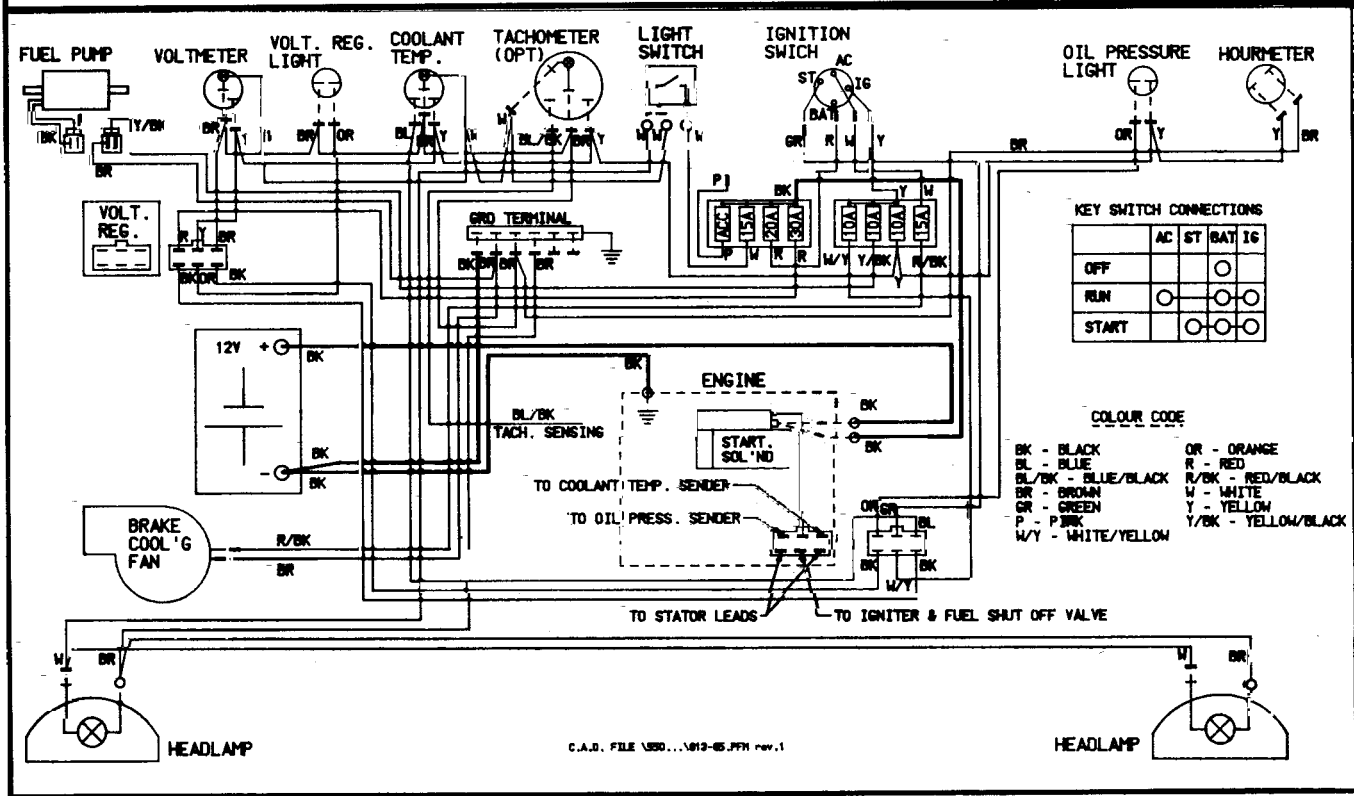 FUEL PUMP
VOLTMETER
VOLT. REG.
LIGHT
COOLANT
TEMP.
TACHOMETER
(OPT)
LIGHT
SWITCH
IGNITION
SWICH
AC
ST
IG
BAT
OIL PRESSURE
LIGHT
HOURMETER
BK
Y/BK
BR
BR
Y
BR
OR
BL
Y
W
W
BL/BK
BR
Y
W
W
W
GR
R
W
Y
BR
OR
Y
Y
BR
VOLT.
REG.
R
Y
BR
BK
OR
BK
GRD TERMINAL
BK
BR
BR
BR
P
BK
Y
W
ACC
15A
20A
30A
10A
10A
10A
15A
P
W
R
R
W/Y
Y/BK
Y
R/BK
KEY SWITCH CONNECTIONS
AC ST BAT IG
OFF
RUN
START
12V
+
BK
-
BK
BK
BK
ENGINE
BL/BK
TACH. SENSING
START.
SOL'ND
BK
BK
TO COOLANT TEMP. SENDER
TO OIL PRESS. SENDER
COLOUR CODE
BK - BLACK
BL - BLUE
BL/BK - BLUE/BLACK
BR - BROWN
GR - GREEN
P - PINK
W/Y - WHITE/YELLOW
OR - ORANGE
R - RED
R/BK - RED/BLACK
W - WHITE
Y - YELLOW
Y/BK - YELLOW/BLACK
BRAKE
COOL'G
FAN
R/BK
BR
OR
GR
BL
BK
W/Y
BK
TO STATOR LEADS
TO IGNITER & FUEL SHUT OFF VALVE
W
BR
HEADLAMP
W
BR
HEADLAMP
C.A.D. FILE
rev.1